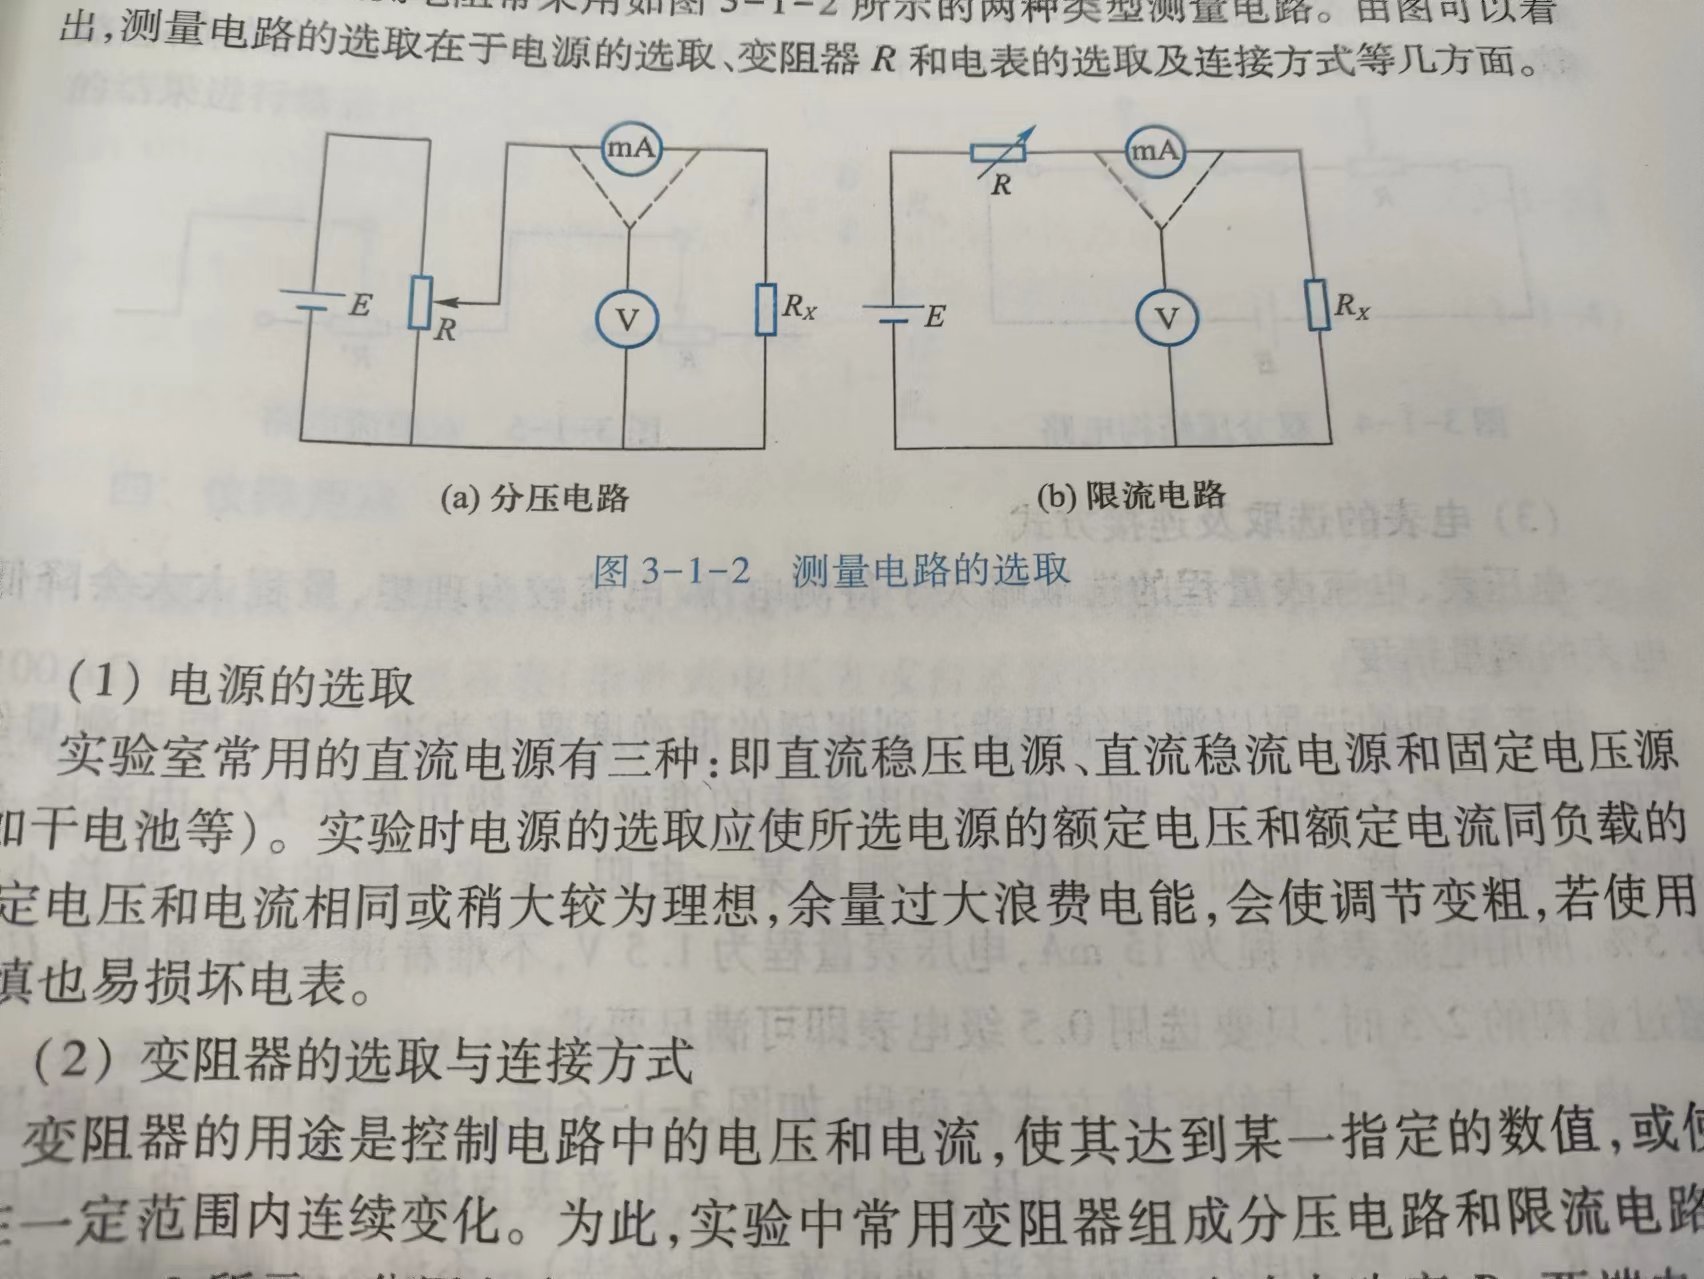 电阻常采用如图3-1-2所示的两种类型测量电路。由图可以看
出,测量电路的选取在于电源的选取、变阻器R和电表的选取及连接方式等几方面。
mA
E
R
V
Rx
(a) 分压电路
R
mA
E
V
Rx
(b) 限流电路
图3-1-2 测量电路的选取
(1) 电源的选取
实验室常用的直流电源有三种:即直流稳压电源、直流稳流电源和固定电压源
如干电池等)。实验时电源的选取应使所选电源的额定电压和额定电流同负载的
定电压和电流相同或稍大较为理想,余量过大浪费电能,会使调节变粗,若使用
慎也易损坏电表。
(2) 变阻器的选取与连接方式
变阻器的用途是控制电路中的电压和电流,使其达到某一指定的数值,或使
在一定范围内连续变化。为此,实验中常用变阻器组成分压电路和限流电路